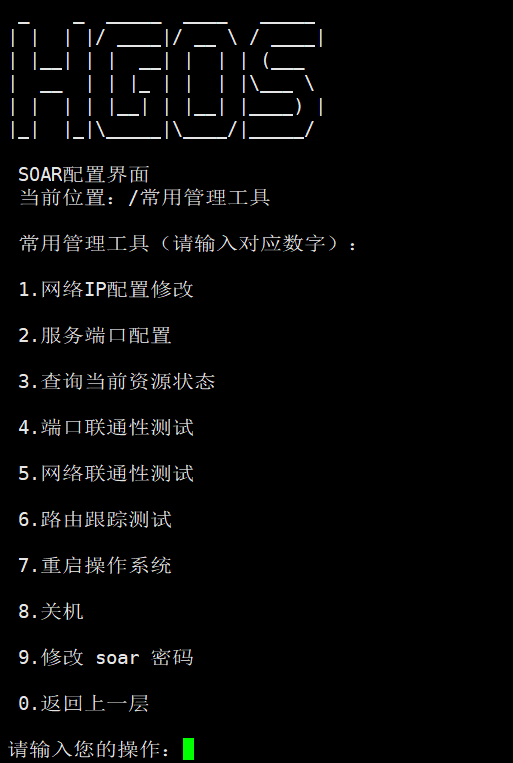 HGOS
SOAR配置界面
当前位置：/常用管理工具
常用管理工具（请输入对应数字）：
1.网络IP配置修改
2.服务端口配置
3.查询当前资源状态
4.端口联通性测试
5.网络联通性测试
6.路由跟踪测试
7.重启操作系统
8.关机
9.修改 soar 密码
0.返回上一层
请输入您的操作：